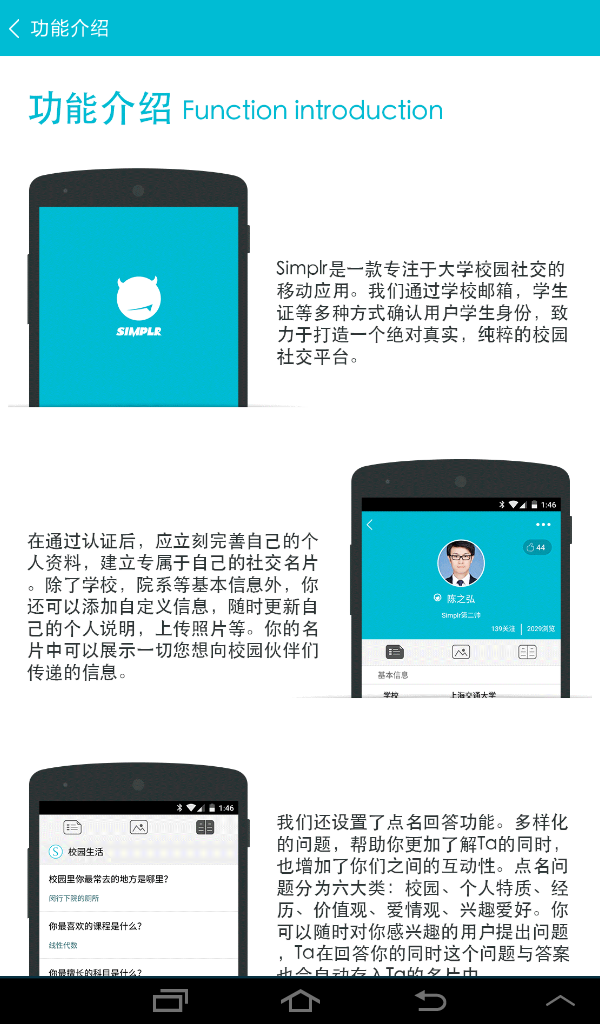 功能介绍
功能介绍 Function introduction
SIMPLR
Simplr是一款专注于大学校园社交的
移动应用。我们通过学校邮箱，学生
证等多种方式确认用户学生身份，致
力于打造一个绝对真实，纯粹的校园
社交平台。
在通过认证后，应立刻完善自己的个
人资料，建立专属于自己的社交名片
。除了学校，院系等基本信息外，你
还可以添加自定义信息，随时更新自
己的个人说明，上传照片等。你的名
片中可以展示一切您想向校园伙伴们
传递的信息。
1:46
44
陈之弘
Simplr第二帅
139关注 2029浏览
基本信息
学校 上海交通大学
1:46
校园生活
校园里你最常去的地方是哪里?
闵行下院的厕所
你最喜欢的课程是什么?
线性代数
你最擅长的科目是什么?
我们还设置了点名回答功能。多样化
的问题，帮助你更加了解Ta的同时，
也增加了你们之间的互动性。点名问
题分为六大类：校园、个人特质、经
历、价值观、爱情观、兴趣爱好。你
可以随时对你感兴趣的用户提出问题
，Ta在回答你的同时这个问题与答案
也会自动存入Ta的名片中